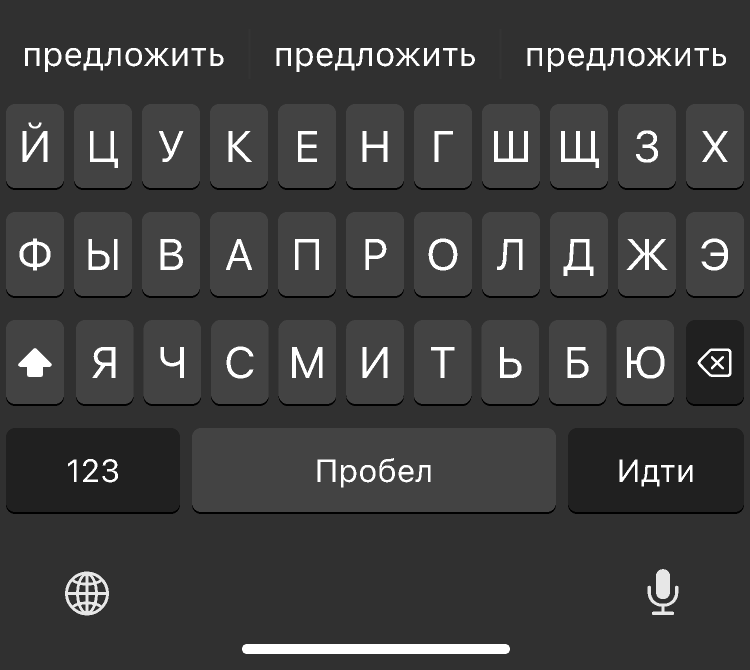 предложить предложить предложить
Й Ц У К Е Н Г Ш Щ З Х
Ф Ы В А П Р О Л Д Ж Э
Я Ч С М И Т Ь Б Ю
123 Пробел Идти